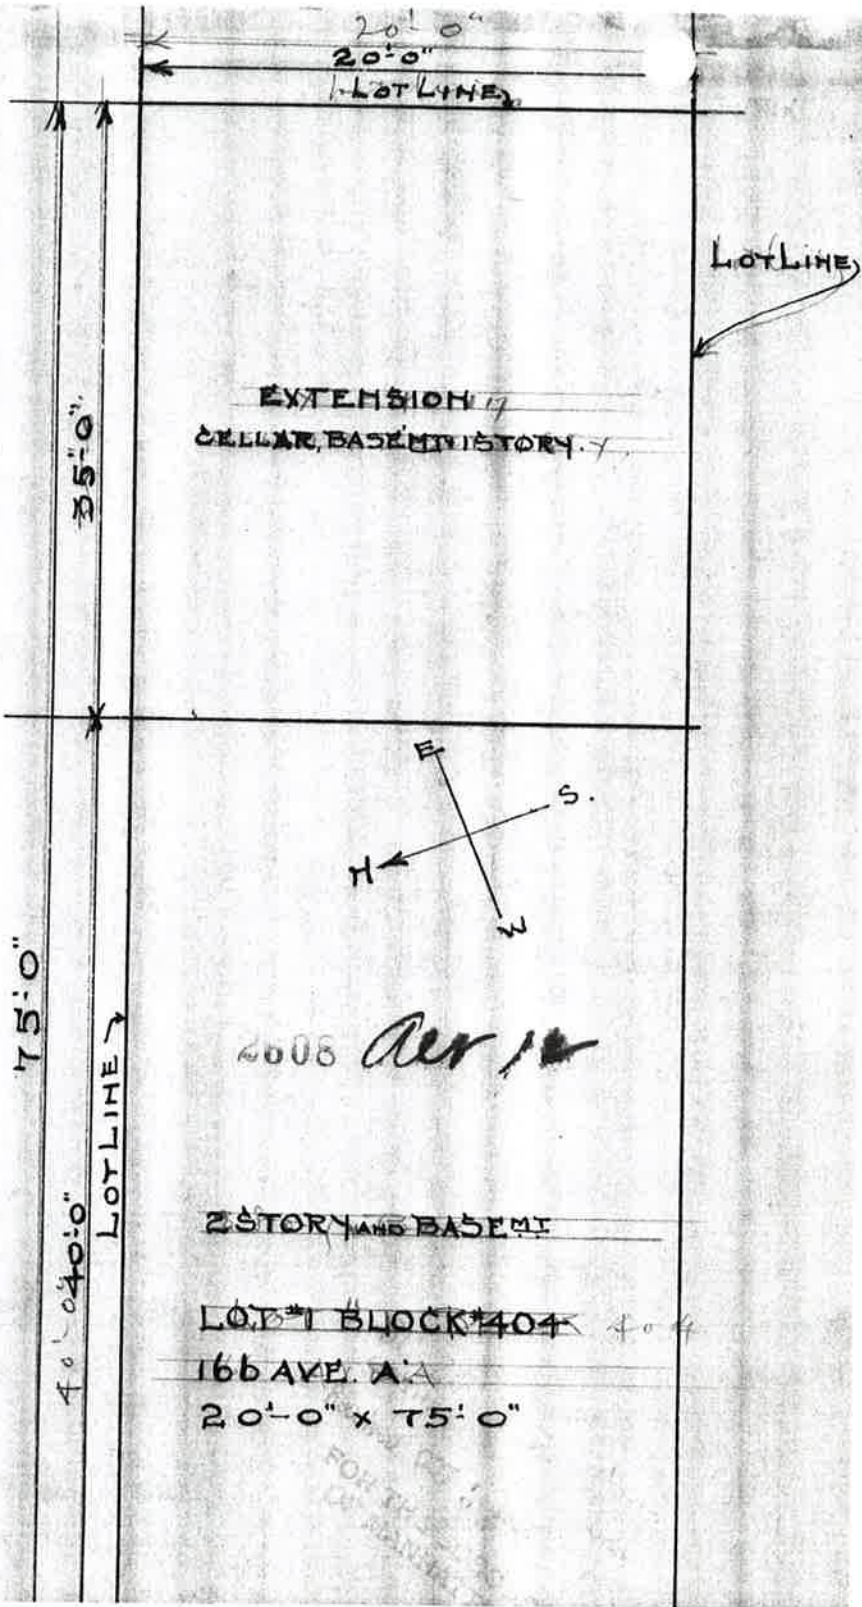 20'-0"
20'-0"
LOT LINE
LOT LINE
EXTENSION
CELLAR, BASEMT 1 STORY.
35'-0"
E
S.
N
W
75'-0"
LOT LINE
2608
2 STORY AND BASEMT
40'-0"
40'-0"
LOT #1 BLOCK #404
404
166 AVE. A.
A
20'-0" x 75'-0"
FOR THE